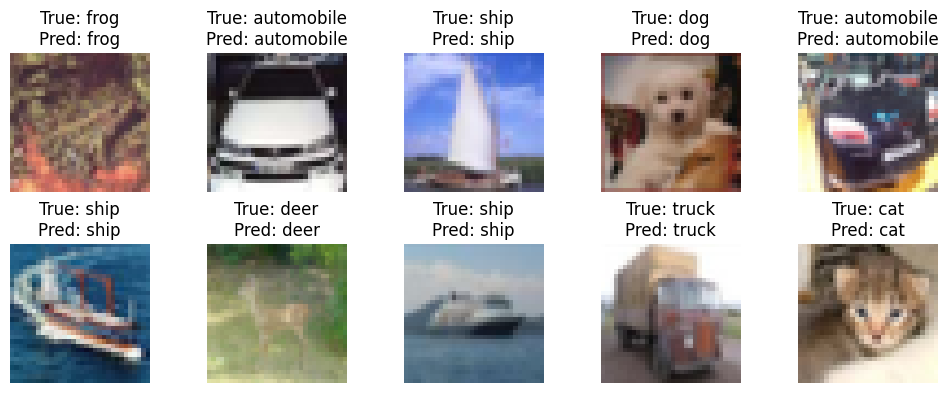 True: frog
Pred: frog
True: automobile
Pred: automobile
True: ship
Pred: ship
True: dog
Pred: dog
True: automobile
Pred: automobile
True: ship
Pred: ship
True: deer
Pred: deer
True: ship
Pred: ship
True: truck
Pred: truck
True: cat
Pred: cat